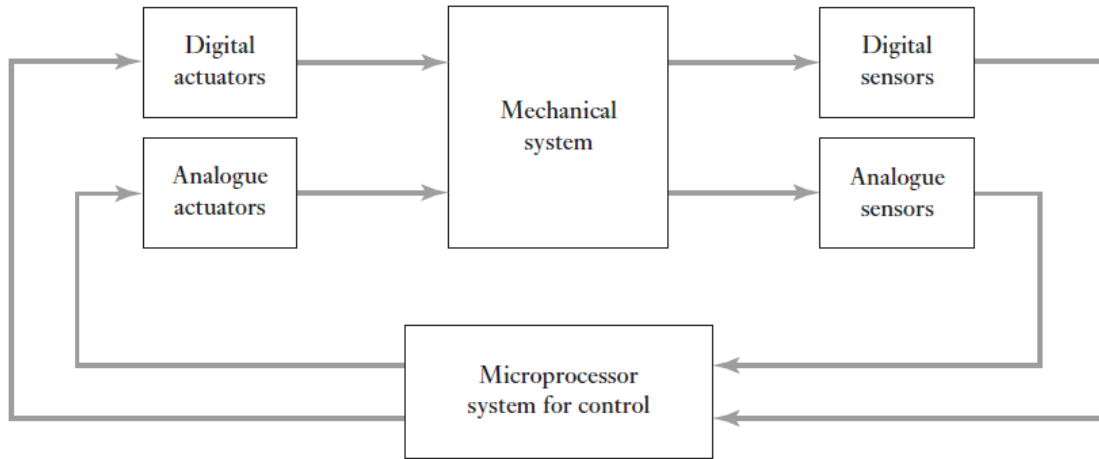 Digital
actuators
Mechanical
system
Digital
sensors
Analogue
actuators
Analogue
sensors
Microprocessor
system for control